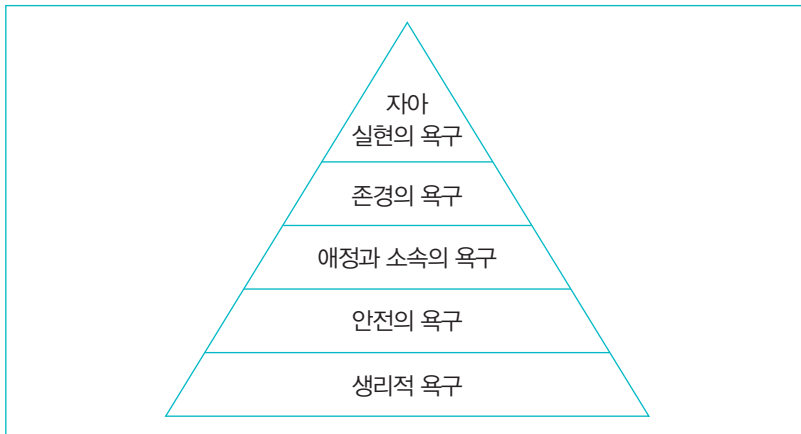 자아
실현의 욕구
존경의 욕구
애정과 소속의 욕구
안전의 욕구
생리적 욕구